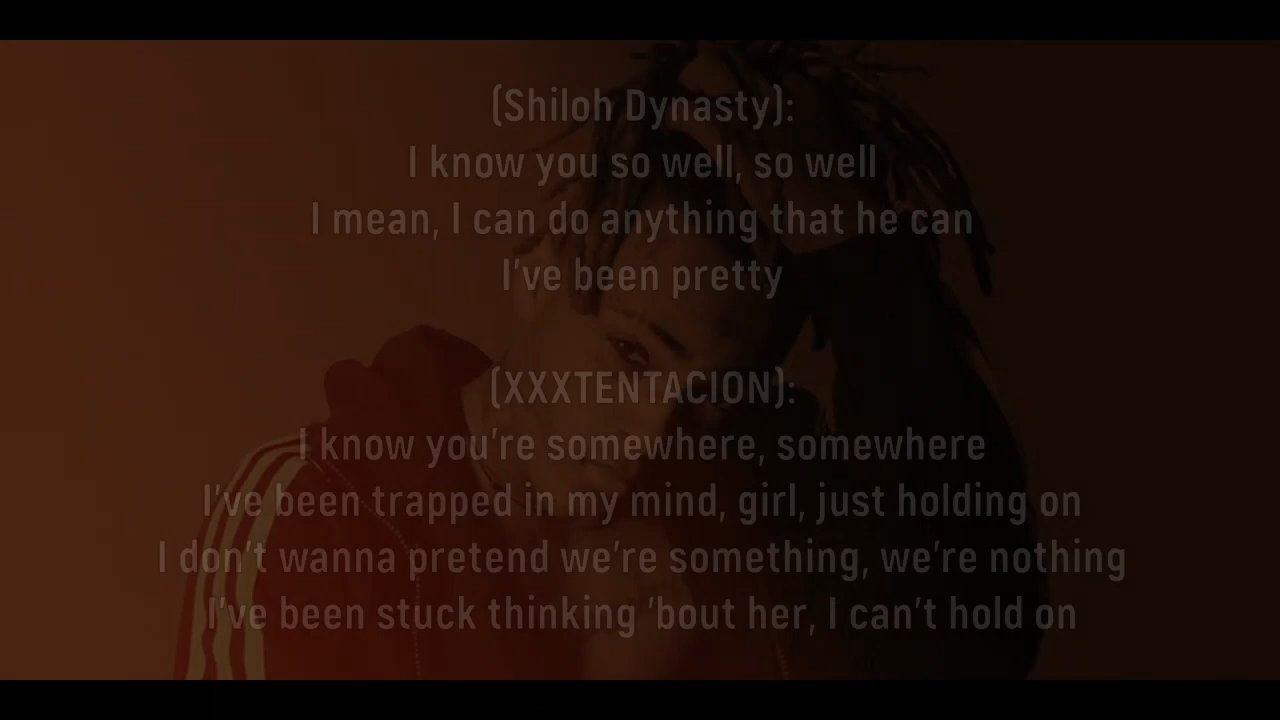 (Shiloh Dynasty):
I know you so well, so well
I mean, I can do anything that he can
I've been pretty
(XXXTENTACION):
I know you're somewhere, somewhere
I've been trapped in my mind, girl, just holding on
I don't wanna pretend we're something, we're nothing
I've been stuck thinking 'bout her, I can't hold on